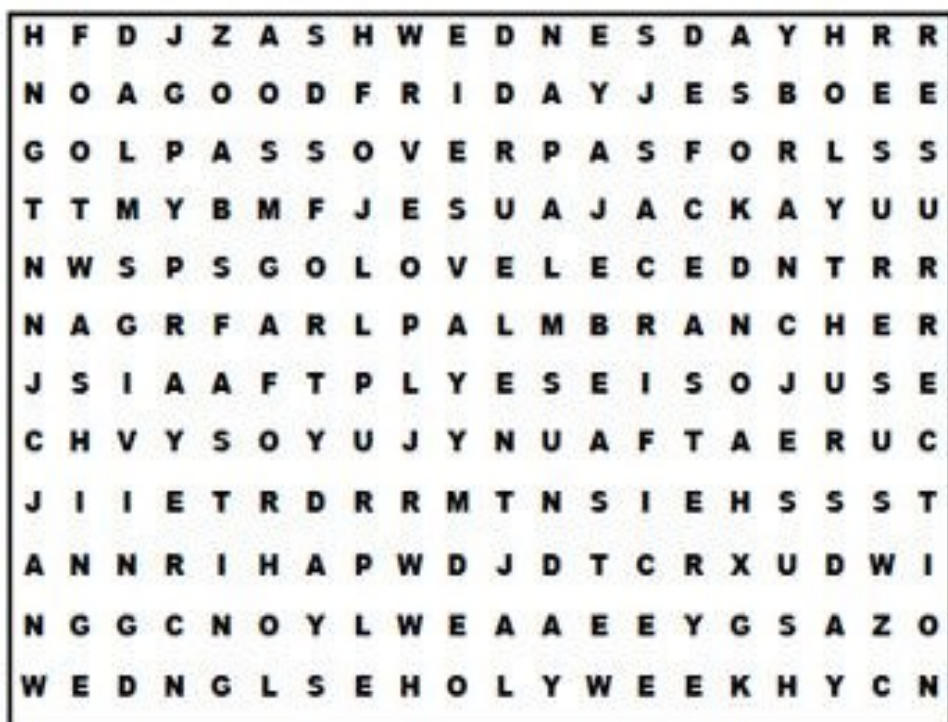 H F D J Z A S H W E D N E S D A Y H R R
N O A G O O D F R I D A Y J E S B O E E
G O L P A S S O V E R P A S F O R L S S
T T M Y B M F J E S U A J A C K A Y U U
N W S P S G O L O V E L E C E D N T R R
N A G R F A R L P A L M B R A N C H E R
J S I A A F T P L Y E S E I S O J U S E
C H V Y S O Y U J Y N U A F T A E R U C
J I I E T R D R R M T N S I E H S S S T
A N N R I H A P W D J D T C R X U D W I
N G G C N O Y L W E A A E E Y G S A Z O
W E D N G L S E H O L Y W E E K H Y C N